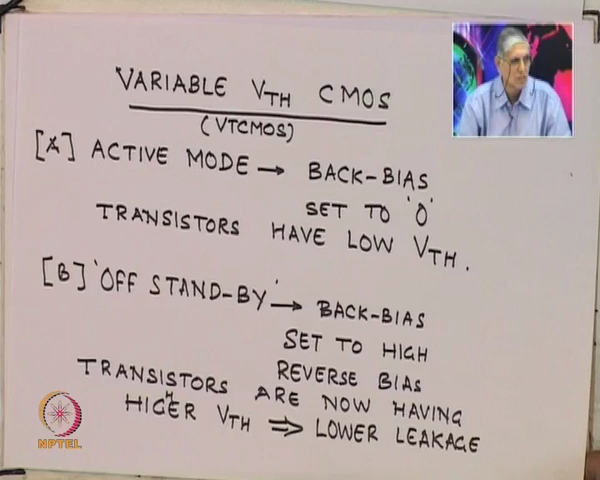 VARIABLE VTH CMOS
(VTCMOS)
[A] ACTIVE MODE → BACK-BIAS
SET TO '0'
TRANSISTORS HAVE LOW VTH.
[B] 'OFF STAND-BY' → BACK-BIAS
SET TO HIGH
REVERSE BIAS
TRANSISTORS ARE NOW HAVING
HIGHER VTH ⇒ LOWER LEAKAGE
NPTEL